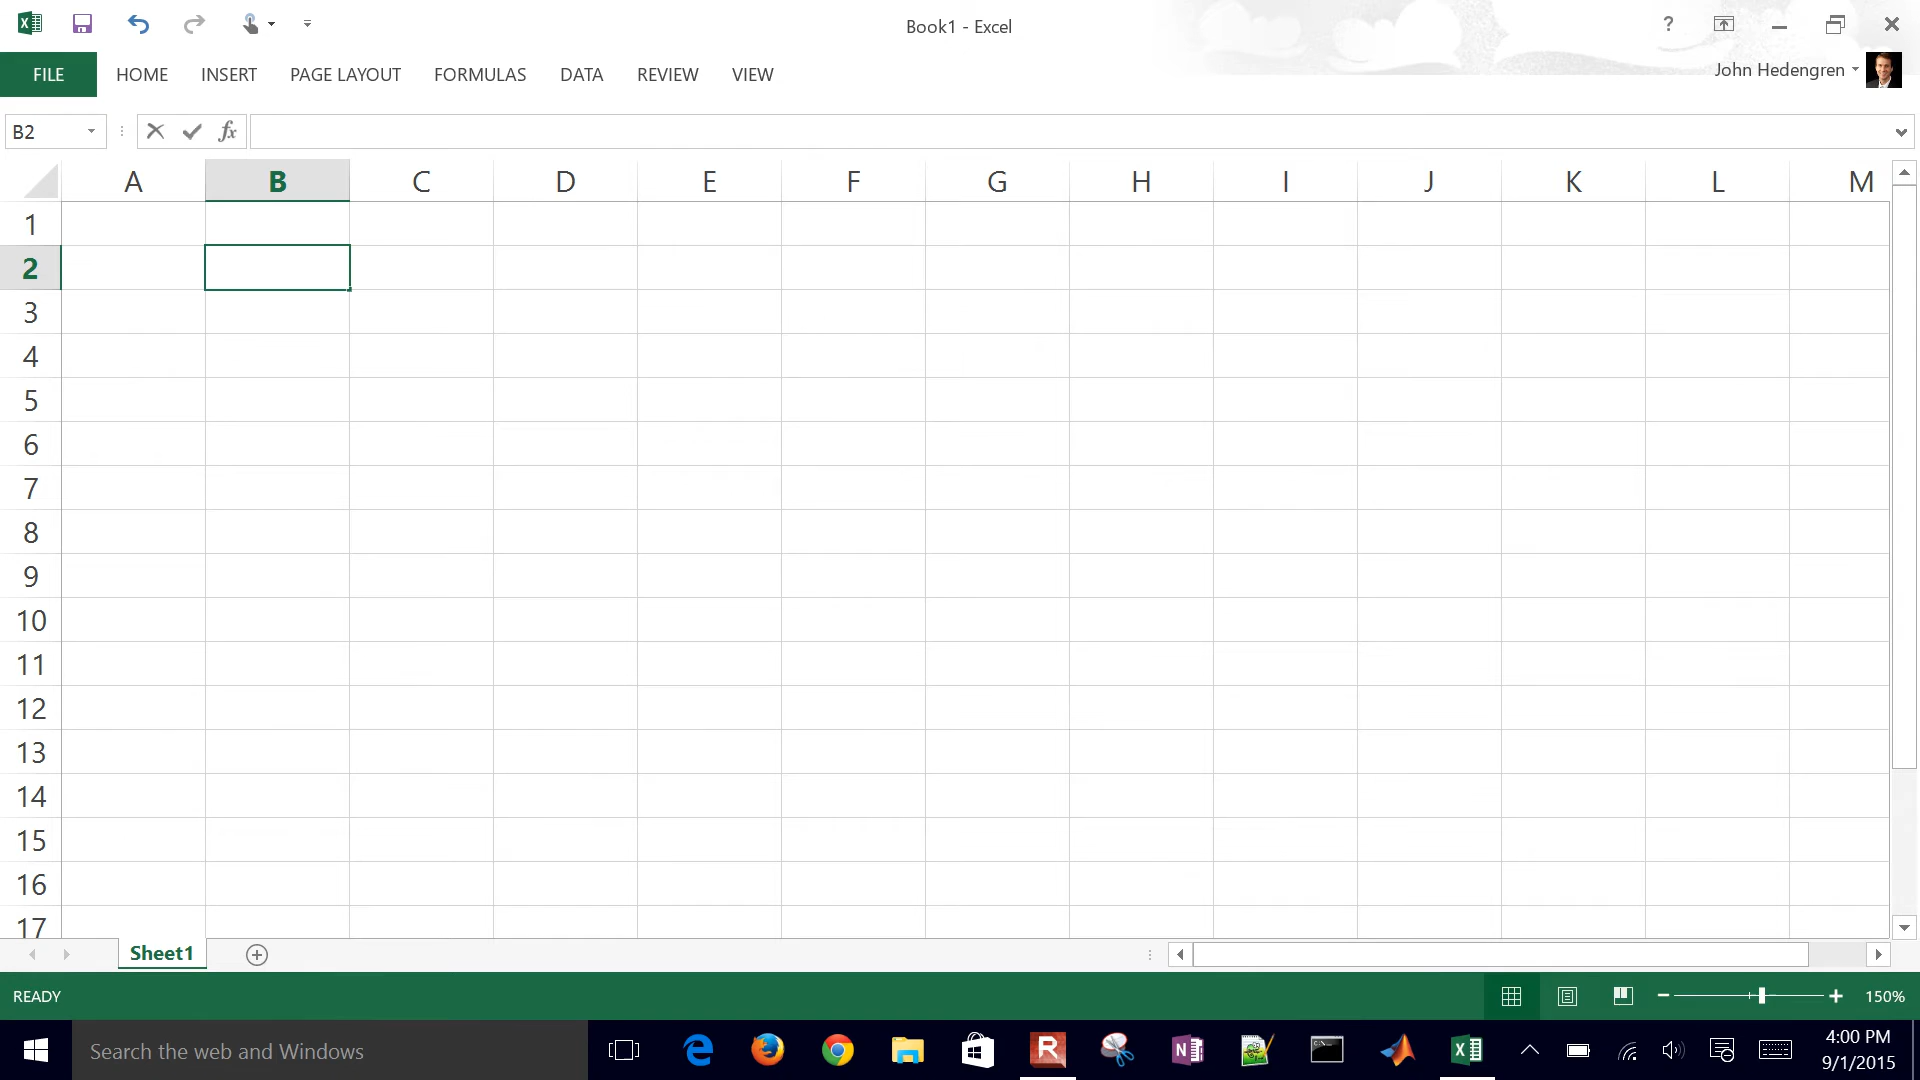 Book1 - Excel
?
FILE HOME INSERT PAGE LAYOUT FORMULAS DATA REVIEW VIEW
John Hedengren
B2 fx
A B C D E F G H I J K L M
1
2
3
4
5
6
7
8
9
10
11
12
13
14
15
16
17
Sheet1
READY
150%
Search the web and Windows
4:00 PM
9/1/2015